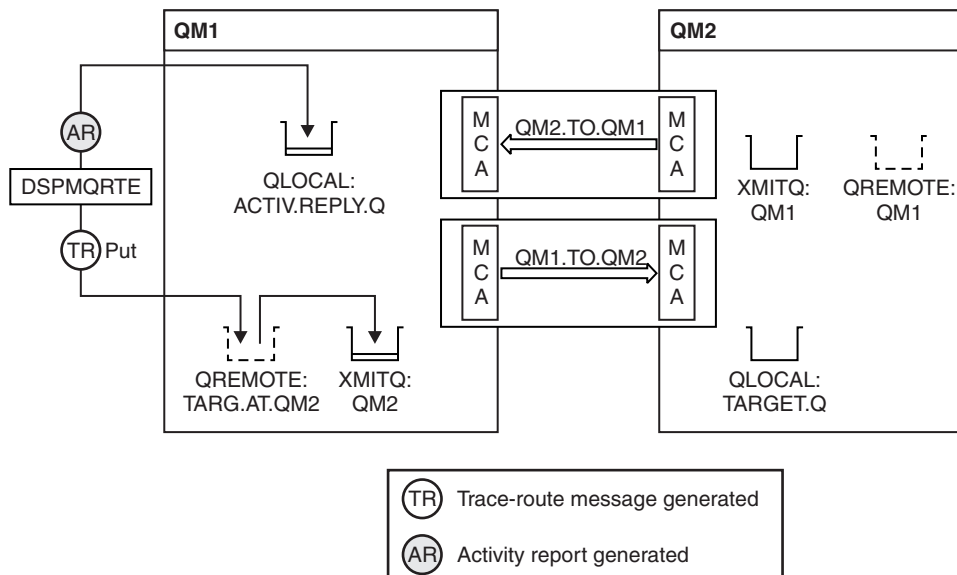 QM1
QM2
AR
DSPMQRTE
TR Put
QLOCAL:
ACTIV.REPLY.Q
M
C
A
QM2.TO.QM1
M
C
A
M
C
A
QM1.TO.QM2
M
C
A
XMITQ:
QM1
QREMOTE:
QM1
QREMOTE:
TARG.AT.QM2
XMITQ:
QM2
QLOCAL:
TARGET.Q
TR Trace-route message generated
AR Activity report generated